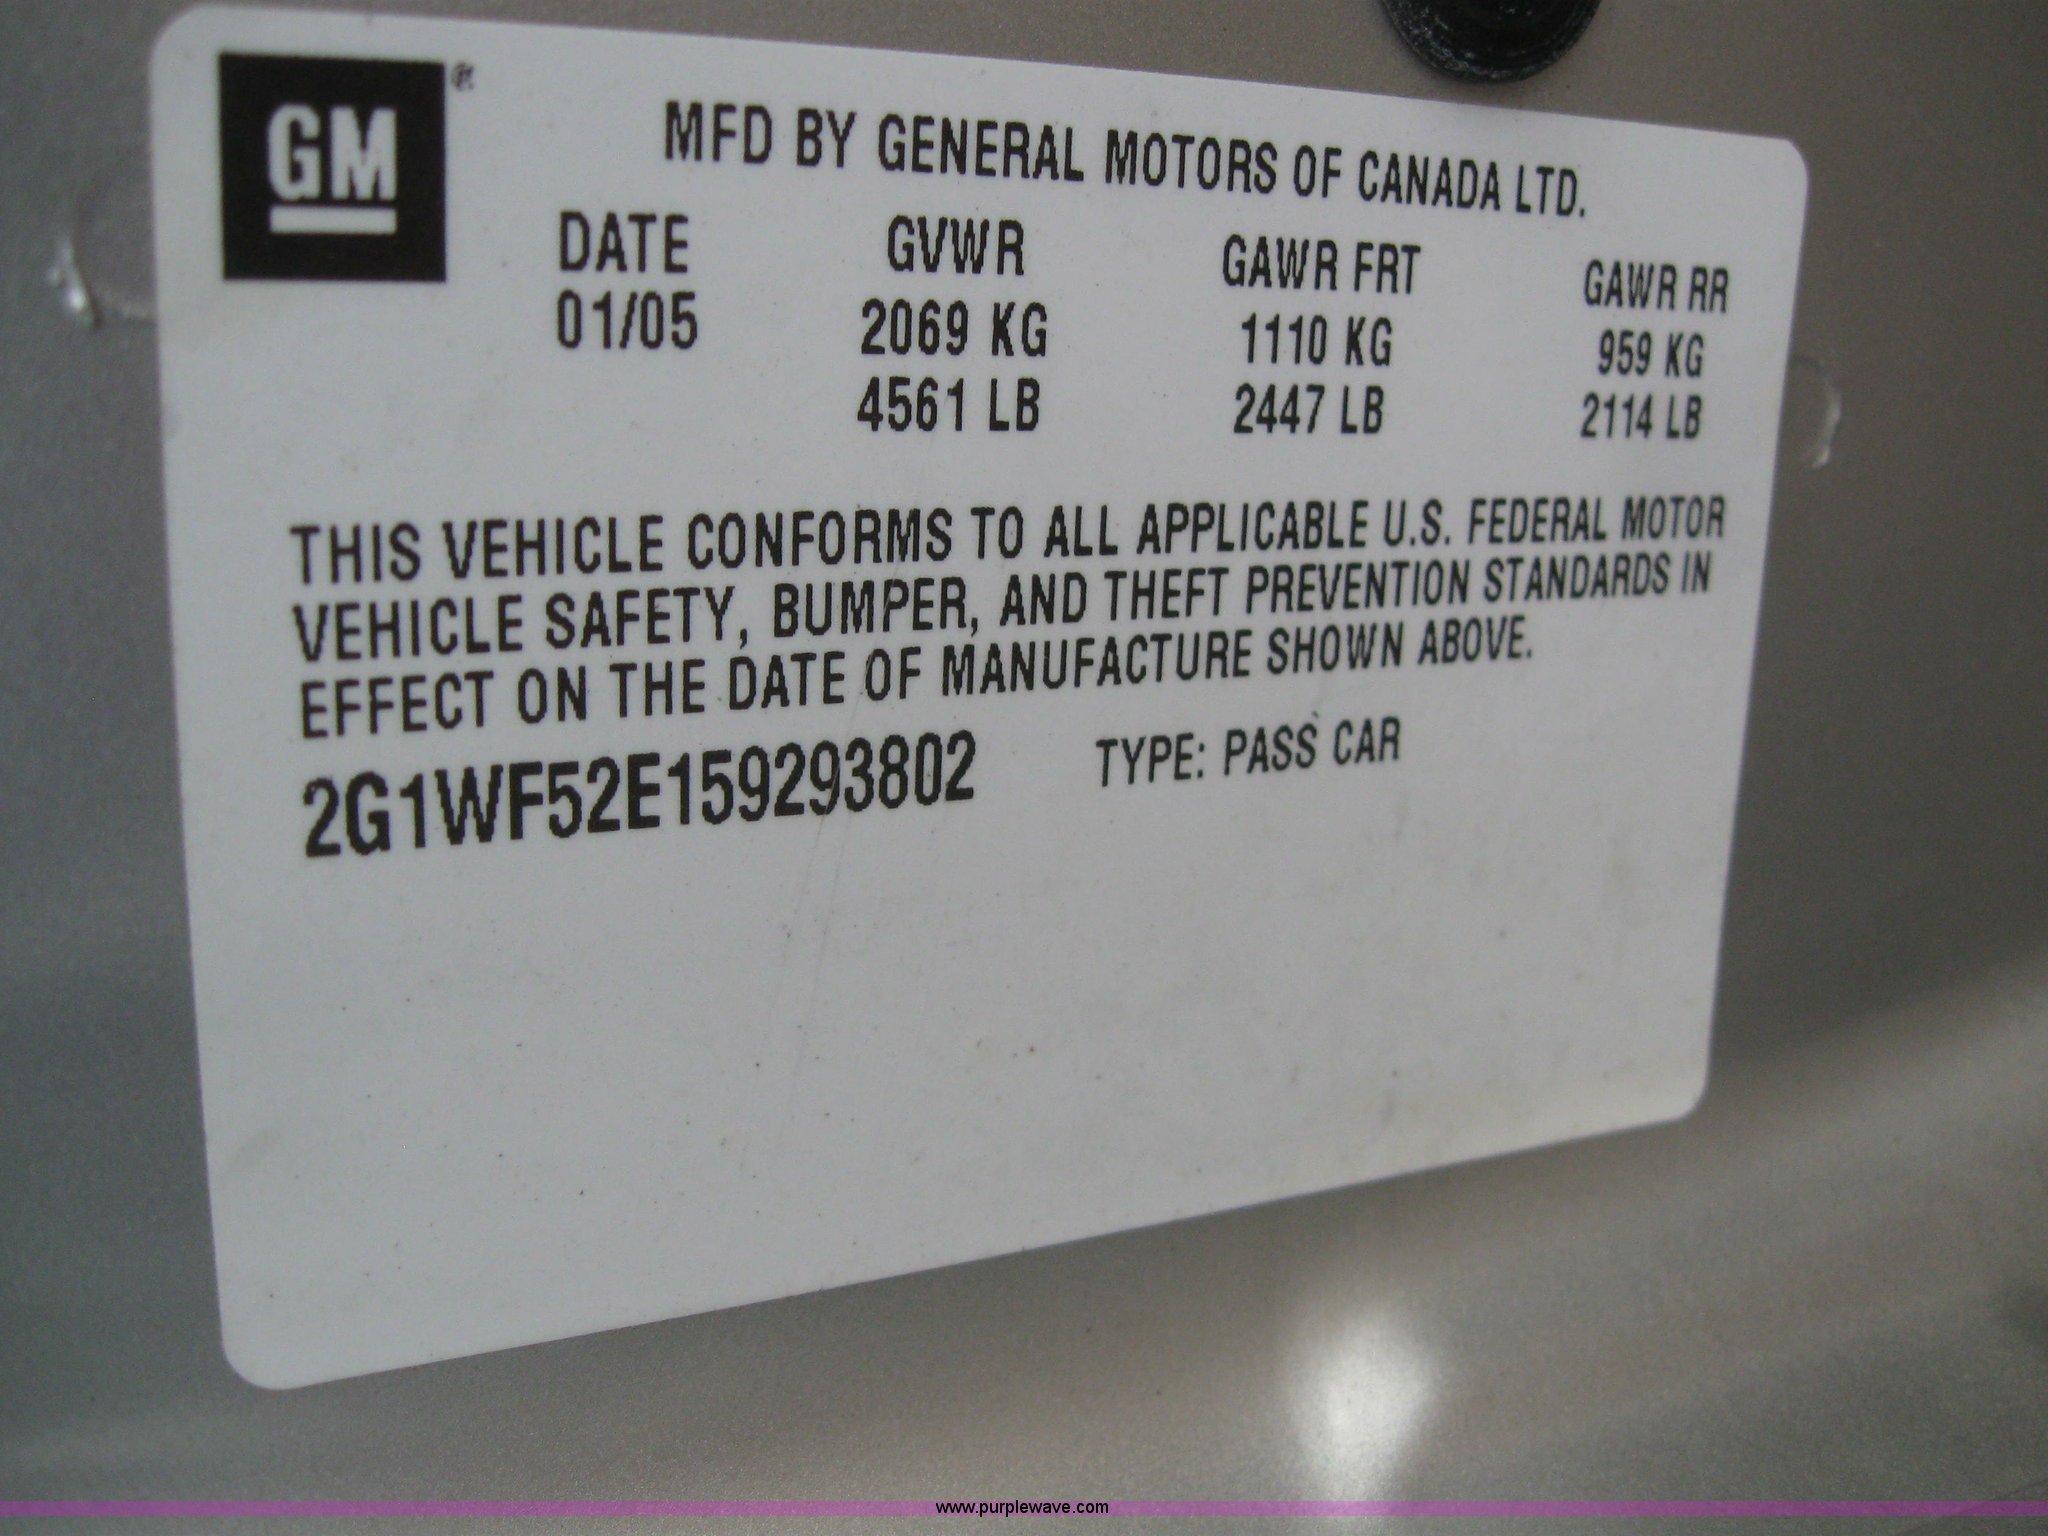 GM®
MFD BY GENERAL MOTORS OF CANADA LTD.
DATE GVWR GAWR FRT GAWR RR
01/05 2069 KG 1110 KG 959 KG
4561 LB 2447 LB 2114 LB
THIS VEHICLE CONFORMS TO ALL APPLICABLE U.S. FEDERAL MOTOR
VEHICLE SAFETY, BUMPER, AND THEFT PREVENTION STANDARDS IN
EFFECT ON THE DATE OF MANUFACTURE SHOWN ABOVE.
2G1WF52E159293802 TYPE: PASS CAR
www.purplewave.com